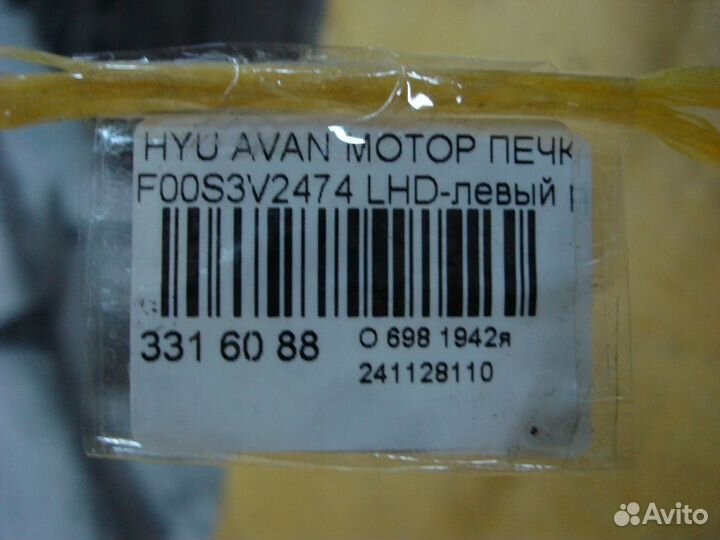 HYU AVAN МОТОР ПЕЧК
F00S3V2474 LHD-левый р
331 60 88
О 698 1942я
241128110
Avito